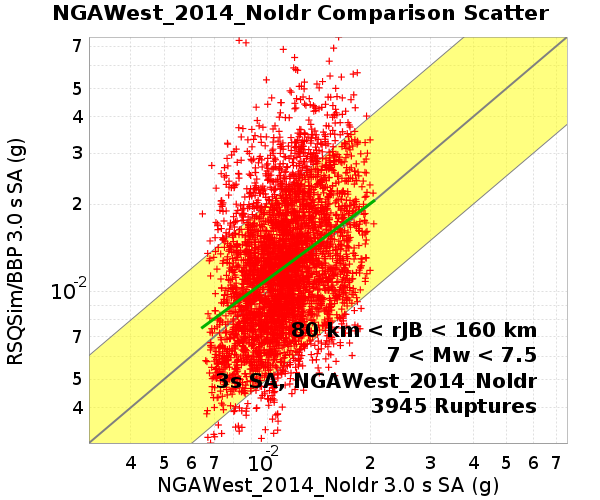 NGAWest_2014_NoIdr Comparison Scatter
7
5
4
3
2
10-2
7
5
4
RSQSim/BBP 3.0 s SA (g)
80 km < rJB < 160 km
7 < Mw < 7.5
3s SA, NGAWest_2014_NoIdr
3945 Ruptures
4 5 6 7 10-2 2 3 4 5 6 7
NGAWest_2014_NoIdr 3.0 s SA (g)